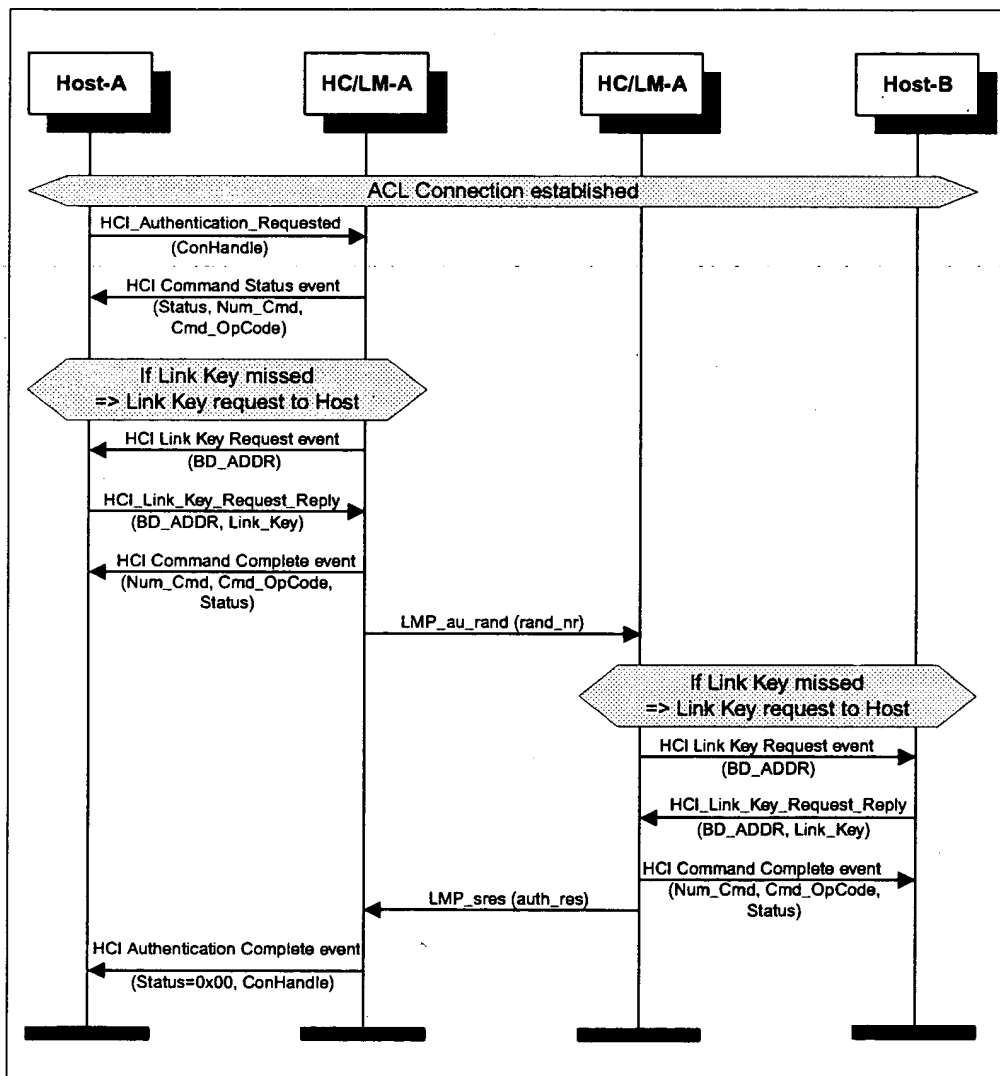 Host-A
HC/LM-A
HC/LM-A
Host-B
ACL Connection established
HCI_Authentication_Requested
(ConHandle)
HCI Command Status event
(Status, Num_Cmd,
Cmd_OpCode)
If Link Key missed
=> Link Key request to Host
HCI Link Key Request event
(BD_ADDR)
HCI_Link_Key_Request_Reply
(BD_ADDR, Link_Key)
HCI Command Complete event
(Num_Cmd, Cmd_OpCode,
Status)
LMP_au_rand (rand_nr)
If Link Key missed
=> Link Key request to Host
HCI Link Key Request event
(BD_ADDR)
HCI_Link_Key_Request_Reply
(BD_ADDR, Link_Key)
HCI Command Complete event
(Num_Cmd, Cmd_OpCode,
Status)
LMP_sres (auth_res)
HCI Authentication Complete event
(Status=0x00, ConHandle)